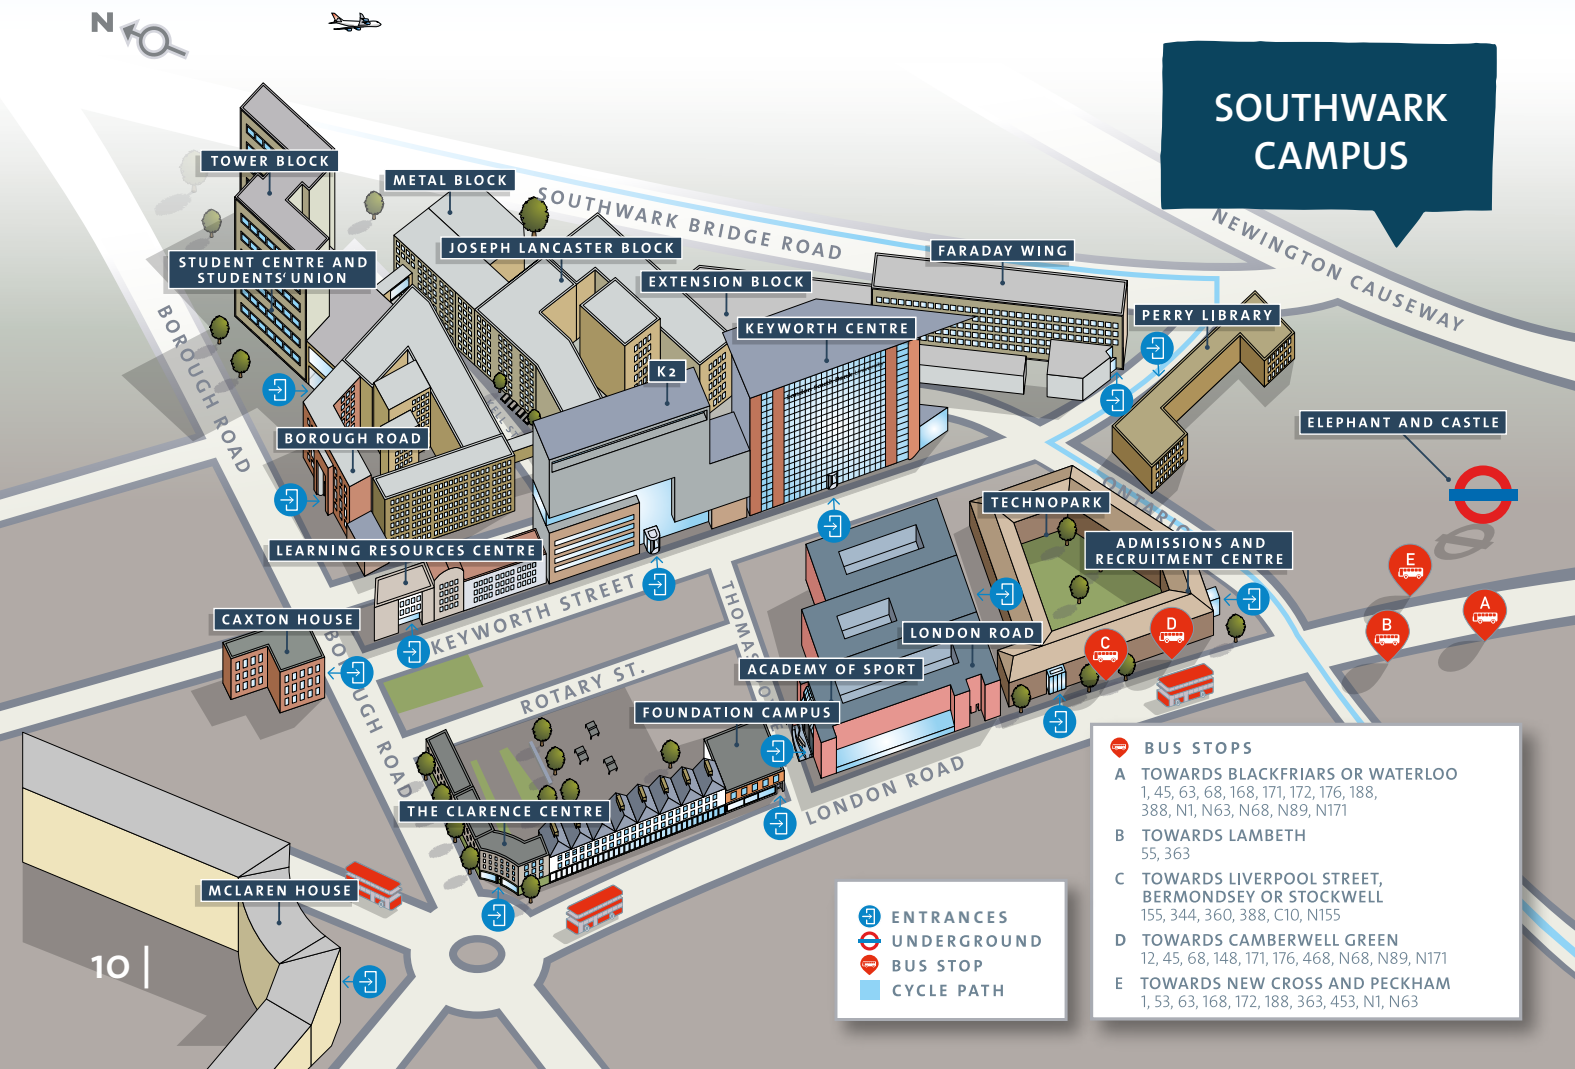 N
SOUTHWARK
CAMPUS
TOWER BLOCK
METAL BLOCK
SOUTHWARK BRIDGE ROAD
NEWINGTON CAUSEWAY
JOSEPH LANCASTER BLOCK
FARADAY WING
STUDENT CENTRE AND
STUDENTS‘ UNION
EXTENSION BLOCK
PERRY LIBRARY
KEYWORTH CENTRE
BOROUGH ROAD
K2
KELL ST.
ELEPHANT AND CASTLE
BOROUGH ROAD
TECHNOPARK
ONTARIO
ADMISSIONS AND
RECRUITMENT CENTRE
LEARNING RESOURCES CENTRE
E
KEYWORTH STREET
A
CAXTON HOUSE
LONDON ROAD
B
C
D
BOROUGH ROAD
ACADEMY OF SPORT
ROTARY ST.
FOUNDATION CAMPUS
LONDON ROAD
THE CLARENCE CENTRE
MCLAREN HOUSE
10
ENTRANCES
UNDERGROUND
BUS STOP
CYCLE PATH
BUS STOPS
A TOWARDS BLACKFRIARS OR WATERLOO
1, 45, 63, 68, 168, 171, 172, 176, 188,
388, N1, N63, N68, N89, N171
B TOWARDS LAMBETH
55, 363
C TOWARDS LIVERPOOL STREET,
BERMONDSEY OR STOCKWELL
155, 344, 360, 388, C10, N155
D TOWARDS CAMBERWELL GREEN
12, 45, 68, 148, 171, 176, 468, N68, N89, N171
E TOWARDS NEW CROSS AND PECKHAM
1, 53, 63, 168, 172, 188, 363, 453, N1, N63